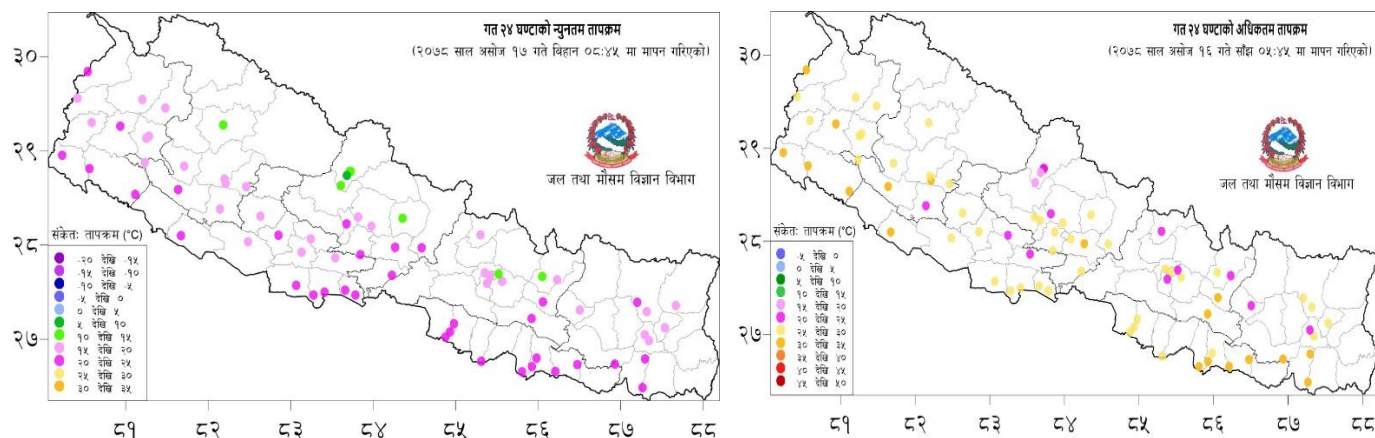 गत २४ घण्टाको न्युनतम तापक्रम
(२०७८ साल असोज १७ गते बिहान ०८:४५ मा मापन गरिएको)
३०
२९
२८
२७
जल तथा मौसम विज्ञान विभाग
संकेतः तापक्रम (°C)
-२० देखि -१५
-१५ देखि -१०
-१० देखि -५
-५ देखि ०
० देखि ५
५ देखि १०
१० देखि १५
१५ देखि २०
२० देखि २५
२५ देखि ३०
३० देखि ३५
८१ ८२ ८३ ८४ ८५ ८६ ८७ ८८
गत २४ घण्टाको अधिकतम तापक्रम
(२०७८ साल असोज १६ गते साँझ ०५:४५ मा मापन गरिएको)
३०
२९
२८
२७
जल तथा मौसम विज्ञान विभाग
संकेतः तापक्रम (°C)
-५ देखि ०
० देखि ५
५ देखि १०
१० देखि १५
१५ देखि २०
२० देखि २५
२५ देखि ३०
३० देखि ३५
३५ देखि ४०
४० देखि ४५
४५ देखि ५०
८१ ८२ ८३ ८४ ८५ ८६ ८७ ८८